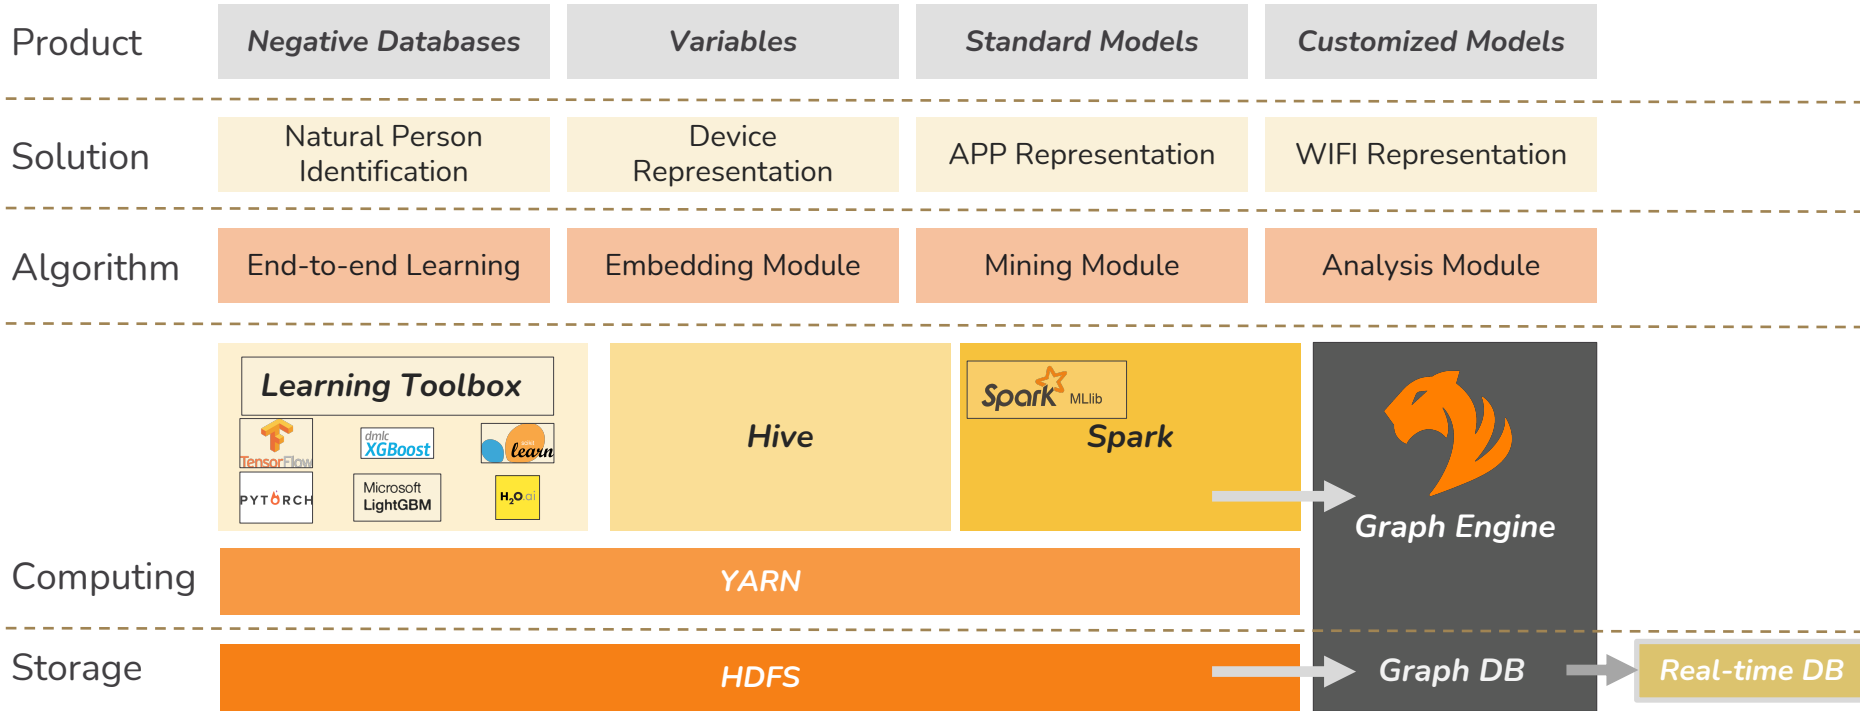 Product
Negative Databases
Variables
Standard Models
Customized Models
Solution
Natural Person
Identification
Device
Representation
APP Representation
WIFI Representation
Algorithm
End-to-end Learning
Embedding Module
Mining Module
Analysis Module
Learning Toolbox
TensorFlow
dmlc
XGBoost
scikit
learn
PYTORCH
Microsoft
LightGBM
H2O.ai
Hive
Spark MLlib
Spark
Graph Engine
Computing
YARN
Storage
HDFS
Graph DB
Real-time DB